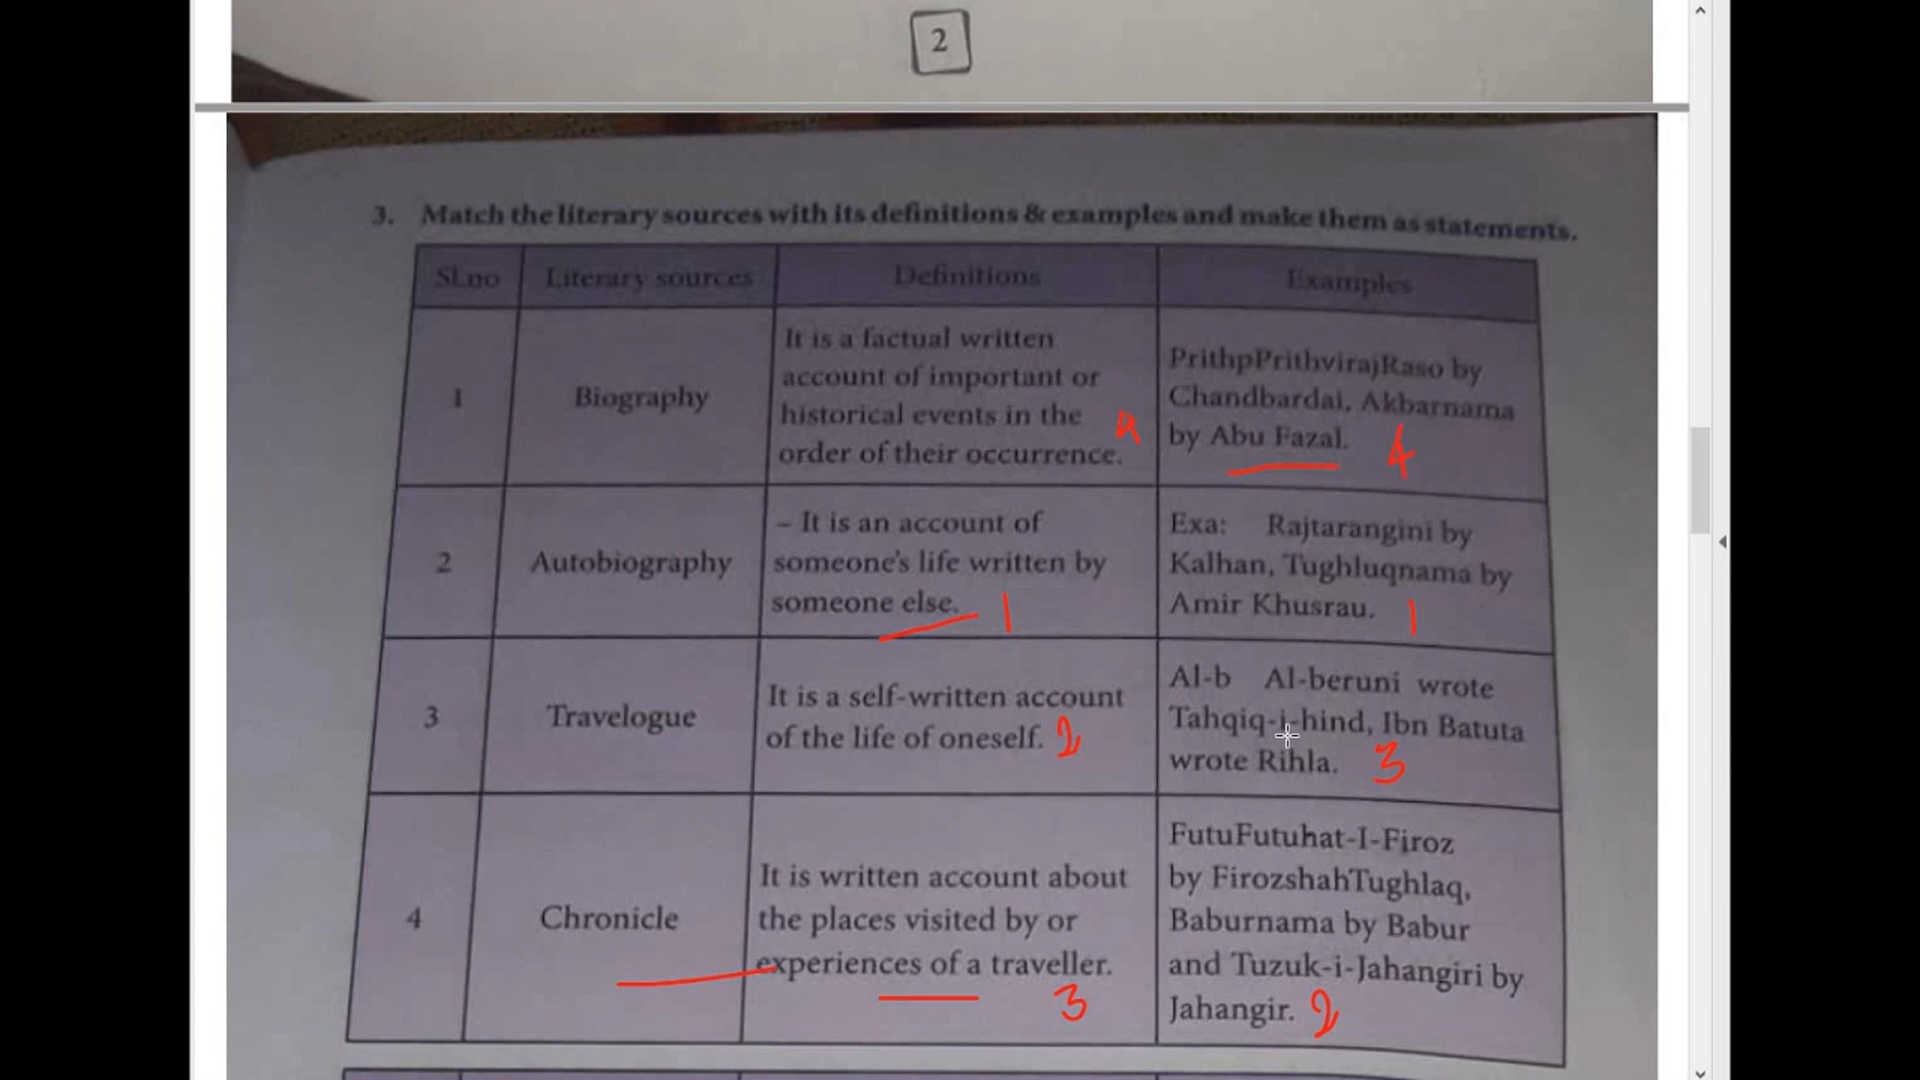 2
3. Match the literary sources with its definitions & examples and make them as statements.
Sl.no
Literary sources
Definitions
Examples
1
Biography
It is a factual written
account of important or
historical events in the
order of their occurrence.
4
PrithpPrithvirajRaso by
Chandbardai, Akbarnama
by Abu Fazal.
4
2
Autobiography
– It is an account of
someone's life written by
someone else.
1
Exa: Rajtarangini by
Kalhan, Tughluqnama by
Amir Khusrau.
1
3
Travelogue
It is a self-written account
of the life of oneself.
2
Al-b Al-beruni wrote
Tahqiq-i-hind, Ibn Batuta
wrote Rihla.
3
4
Chronicle
It is written account about
the places visited by or
experiences of a traveller.
3
FutuFutuhat-I-Firoz
by FirozshahTughlaq,
Baburnama by Babur
and Tuzuk-i-Jahangiri by
Jahangir.
2